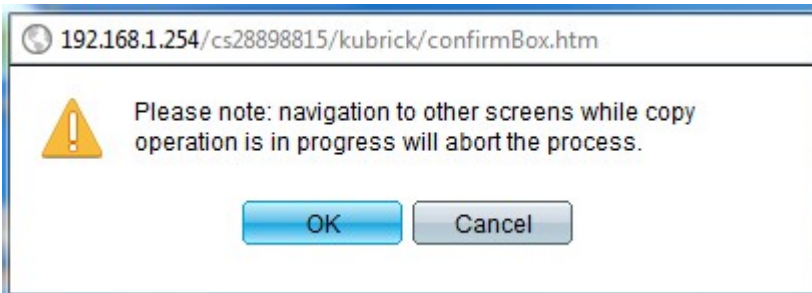 192.168.1.254/cs28898815/kubrick/confirmBox.htm
Please note: navigation to other screens while copy
operation is in progress will abort the process.
OK Cancel